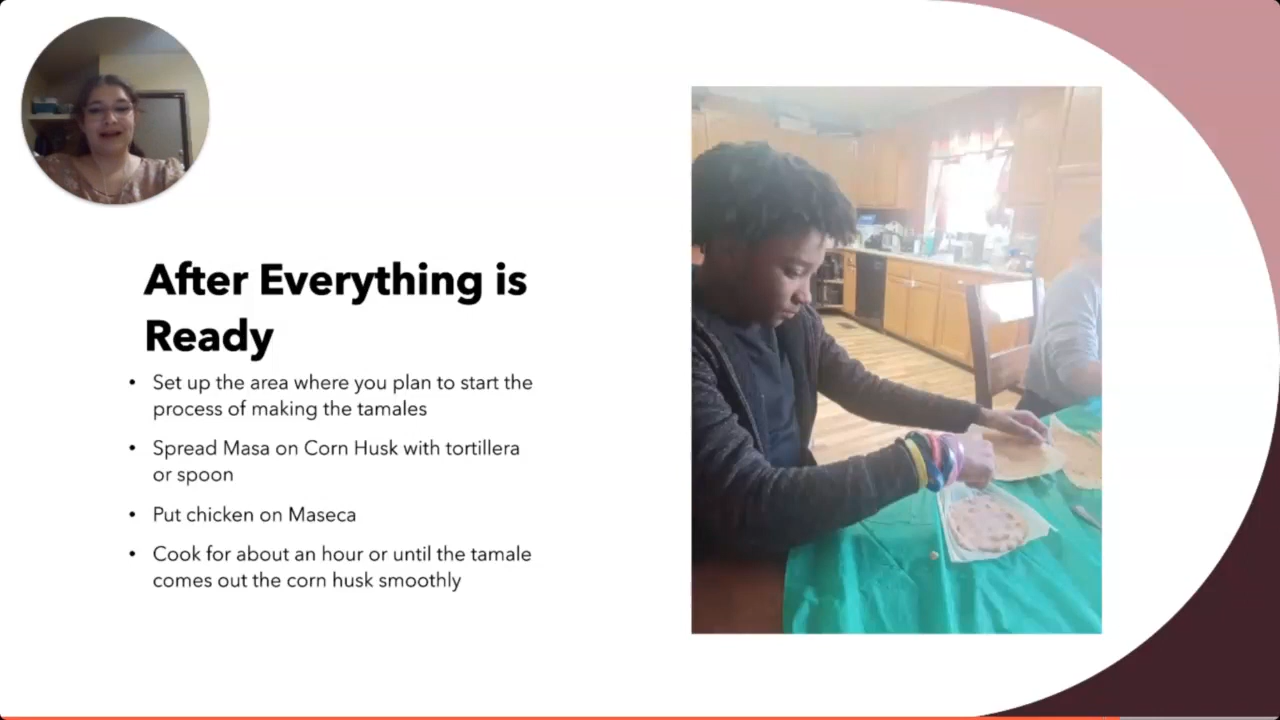 After Everything is
Ready
• Set up the area where you plan to start the
process of making the tamales
• Spread Masa on Corn Husk with tortillera
or spoon
• Put chicken on Maseca
• Cook for about an hour or until the tamale
comes out the corn husk smoothly